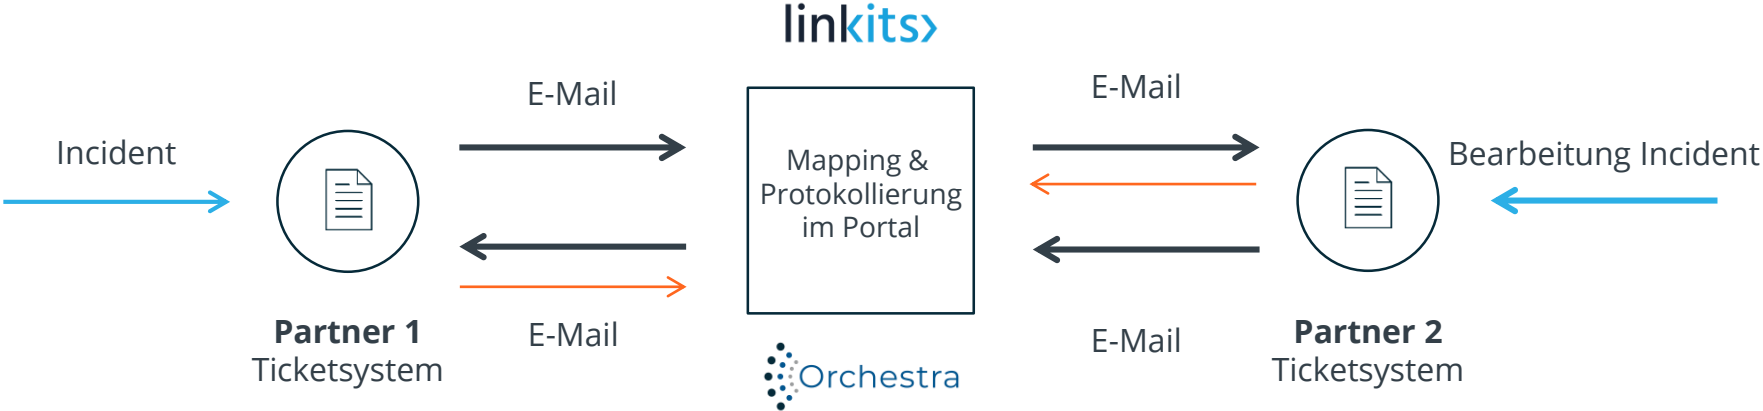 linkits
E-Mail
E-Mail
Incident
Mapping &
Protokollierung
im Portal
Bearbeitung Incident
Partner 1
Ticketsystem
E-Mail
E-Mail
Partner 2
Ticketsystem
Orchestra